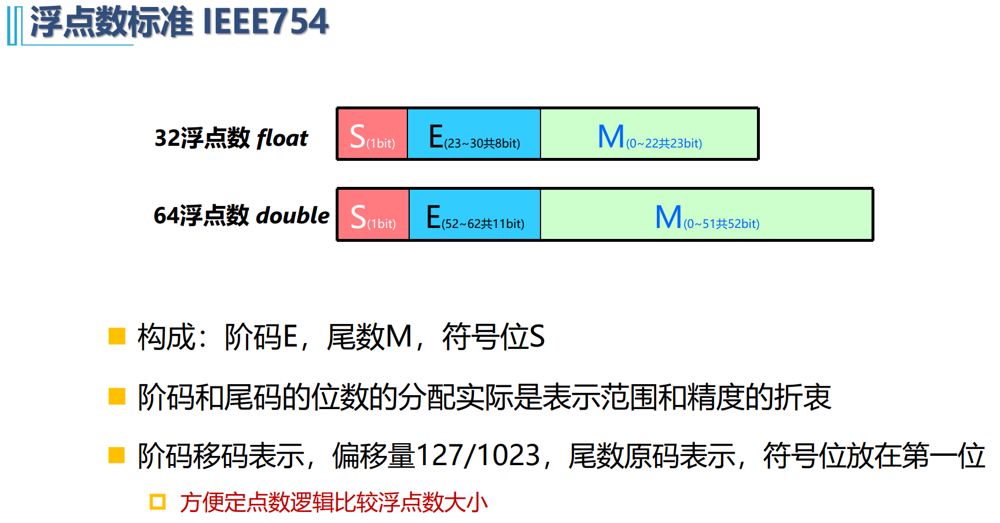 浮点数标准 IEEE754
32浮点数 float
S(1bit)
E(23~30共8bit)
M(0~22共23bit)
64浮点数 double
S(1bit)
E(52~62共11bit)
M(0~51共52bit)
构成：阶码E，尾数M，符号位S
阶码和尾码的位数的分配实际是表示范围和精度的折衷
阶码移码表示，偏移量127/1023，尾数原码表示，符号位放在第一位
方便定点数逻辑比较浮点数大小